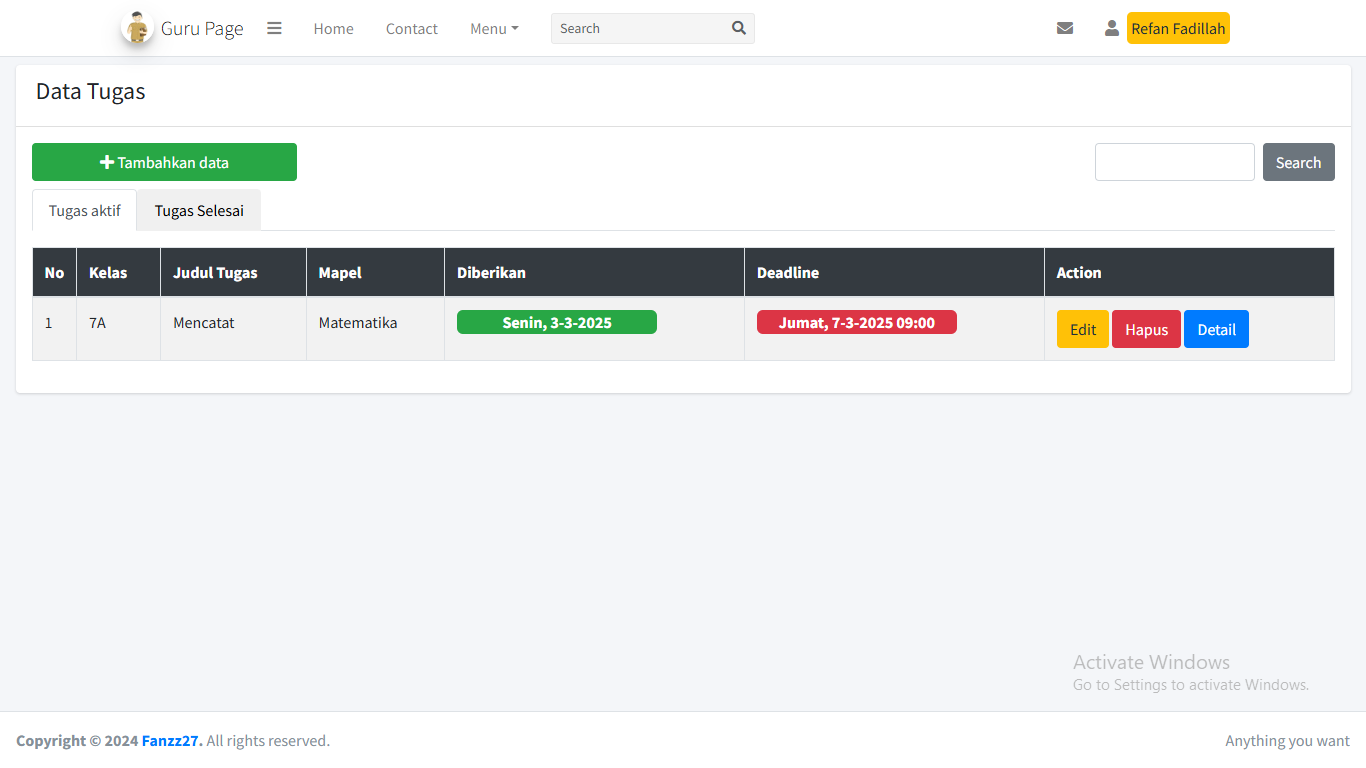 Guru Page Home Contact Menu Search Refan Fadillah
Data Tugas
Tambahkan data Search
Tugas aktif Tugas Selesai
No Kelas Judul Tugas Mapel Diberikan Deadline Action
1 7A Mencatat Matematika Senin, 3-3-2025 Jumat, 7-3-2025 09:00 Edit Hapus Detail
Activate Windows
Go to Settings to activate Windows.
Copyright © 2024 Fanzz27. All rights reserved. Anything you want